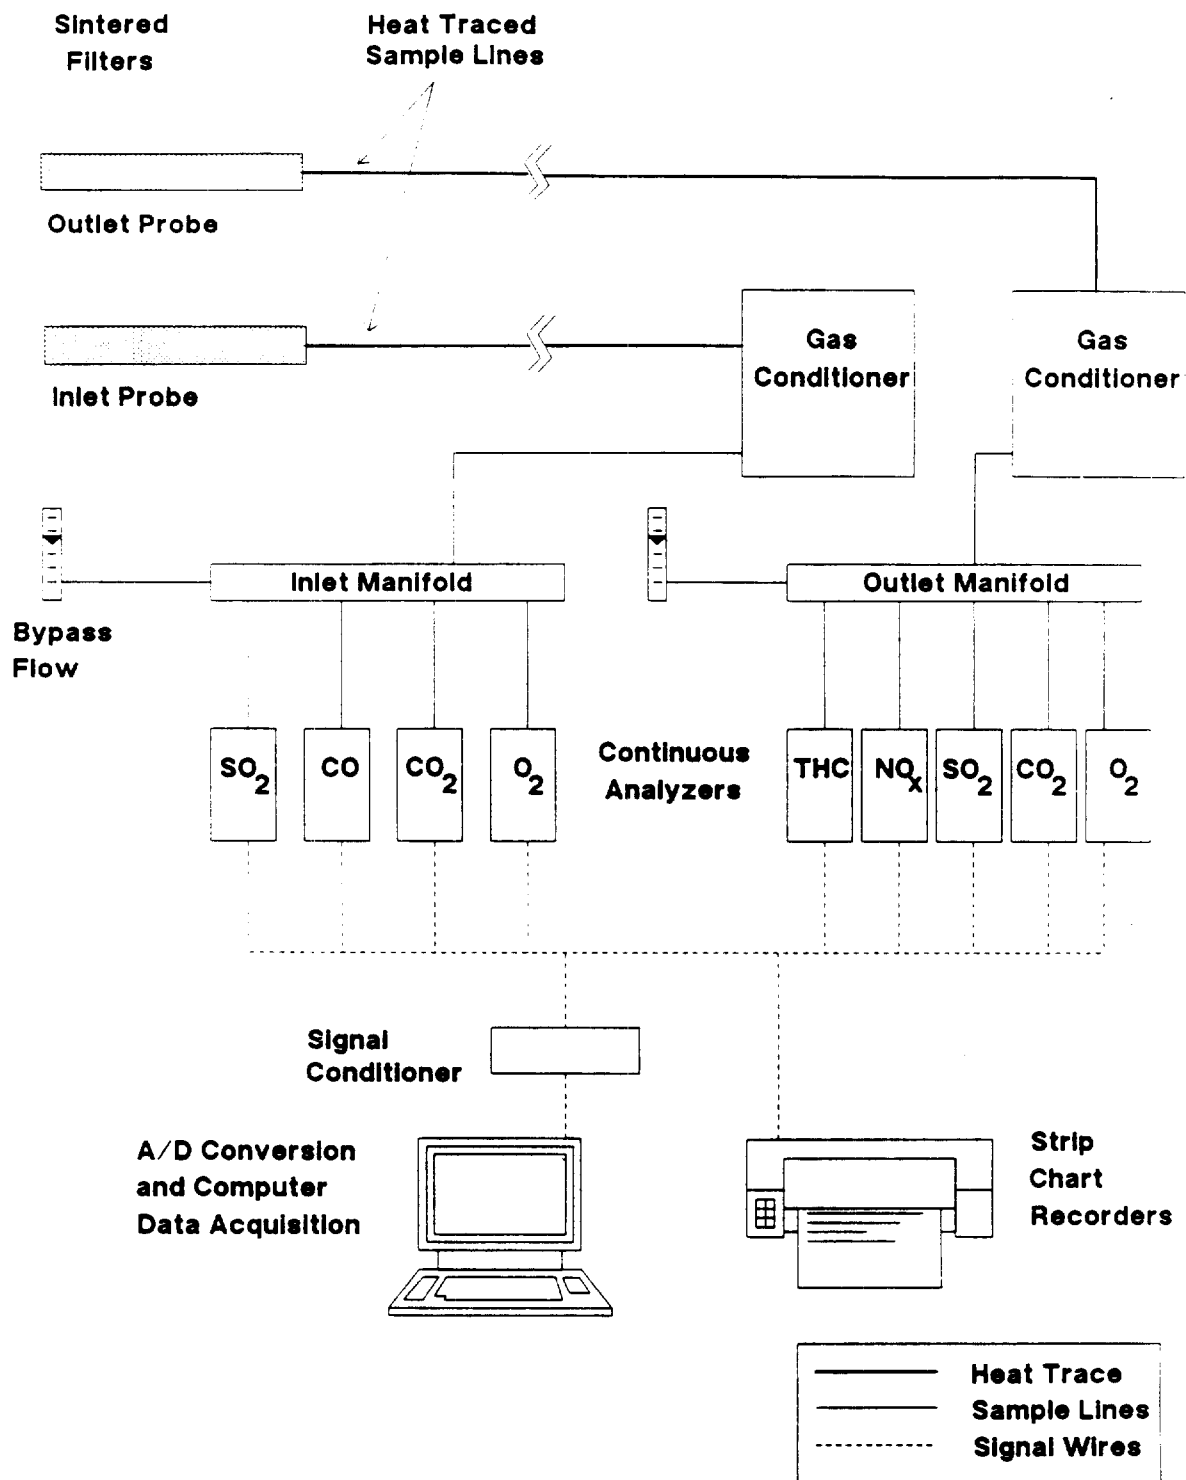 Sintered
Filters
Heat Traced
Sample Lines
Outlet Probe
Inlet Probe
Gas
Conditioner
Gas
Conditioner
Inlet Manifold
Outlet Manifold
Bypass
Flow
SO2
CO
CO2
O2
Continuous
Analyzers
THC
NOx
SO2
CO2
O2
Signal
Conditioner
A/D Conversion
and Computer
Data Acquisition
Strip
Chart
Recorders
Heat Trace
Sample Lines
Signal Wires